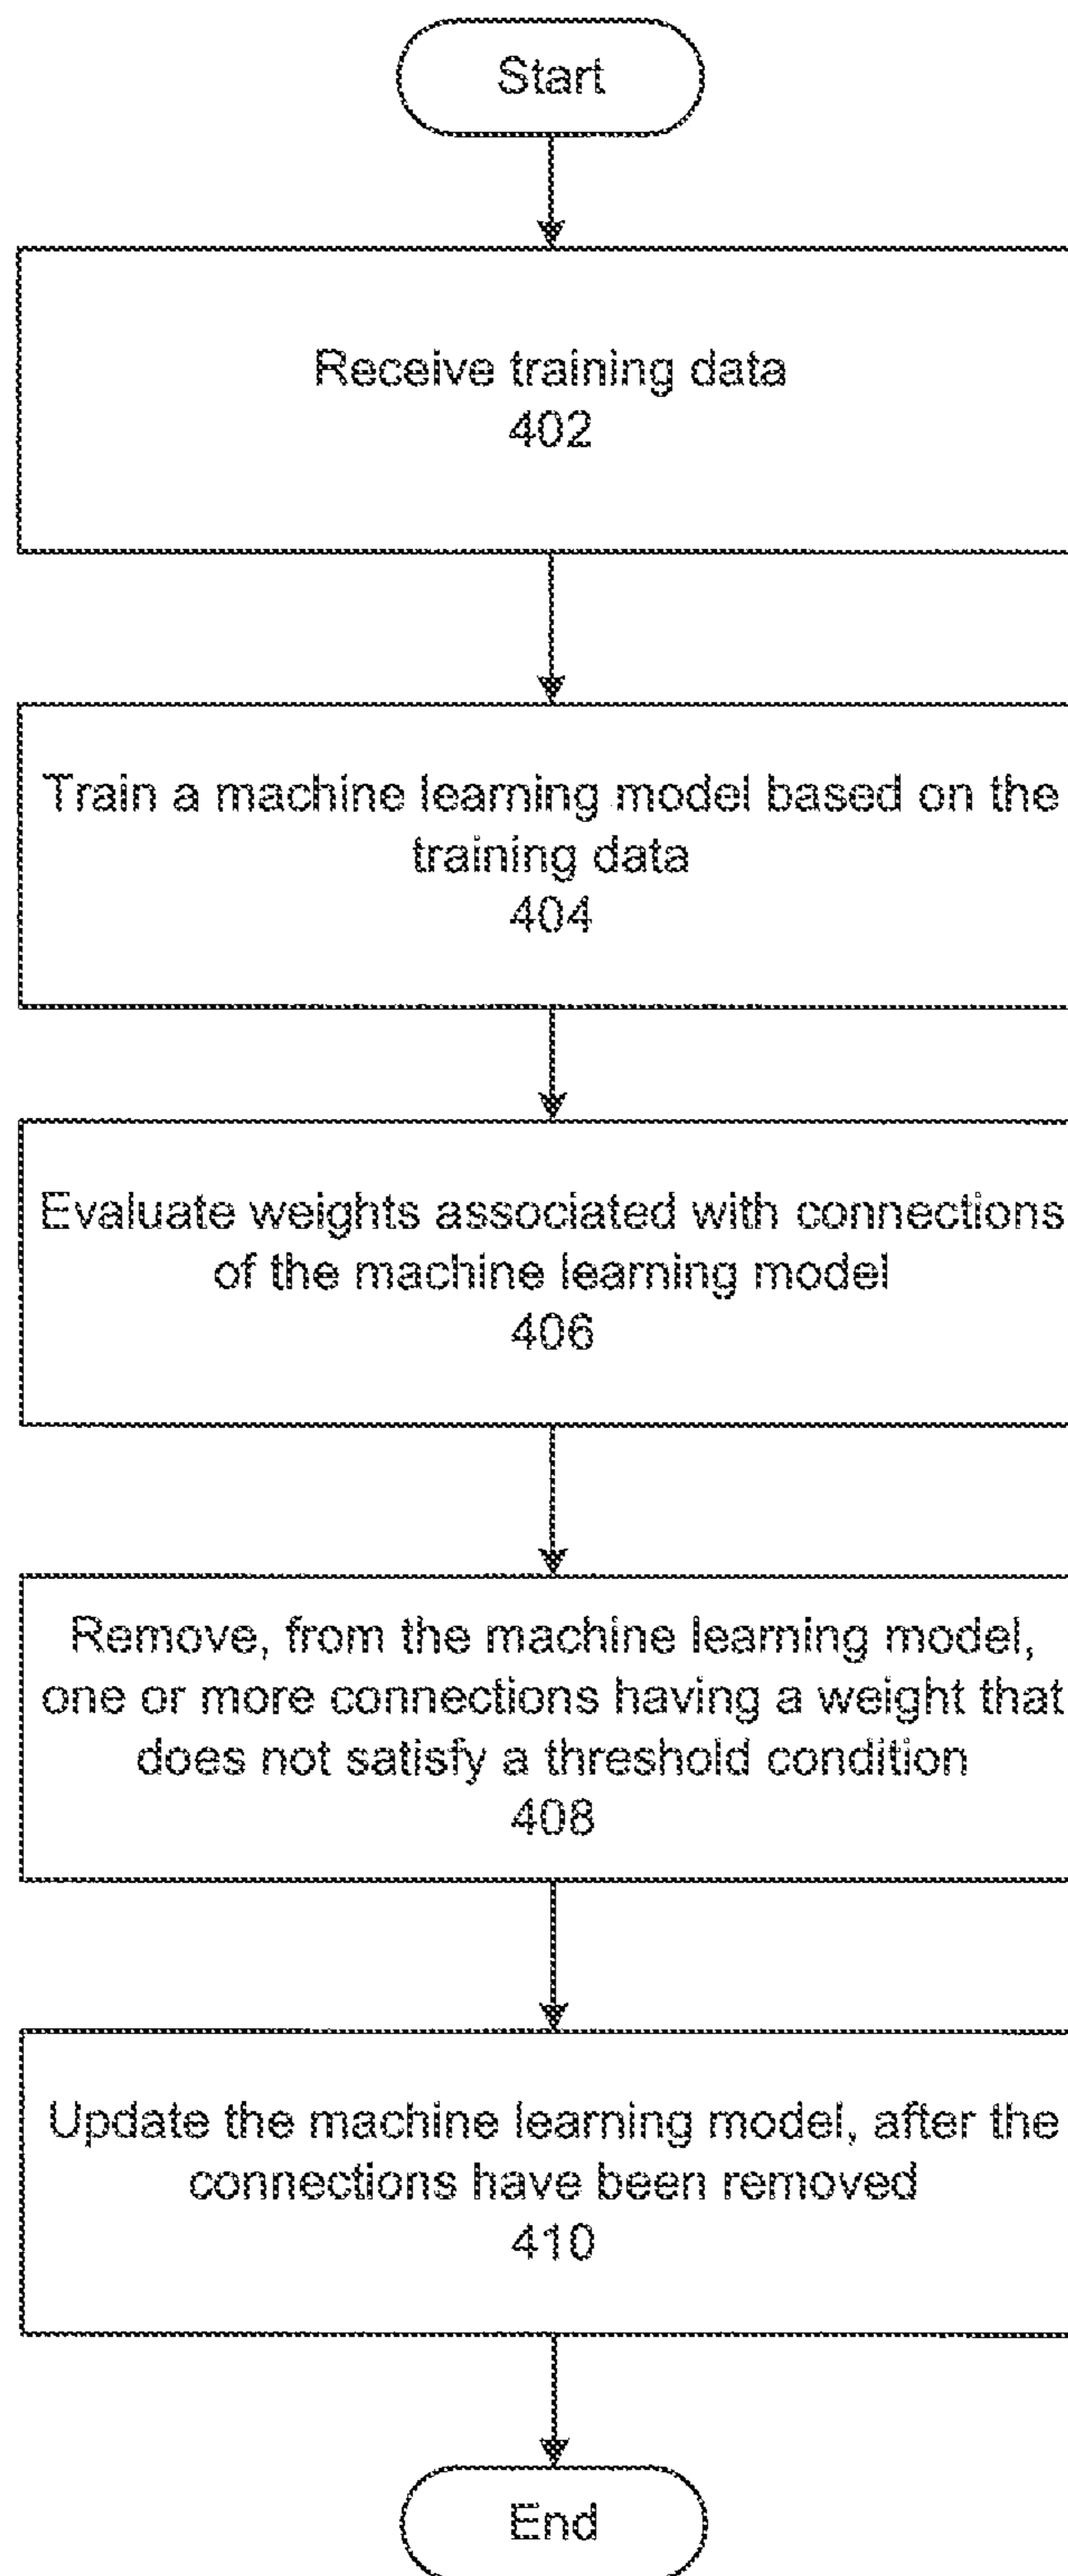 Start
Receive training data
402
Train a machine learning model based on the
training data
404
Evaluate weights associated with connections
of the machine learning model
406
Remove, from the machine learning model,
one or more connections having a weight that
does not satisfy a threshold condition
408
Update the machine learning model, after the
connections have been removed
410
End